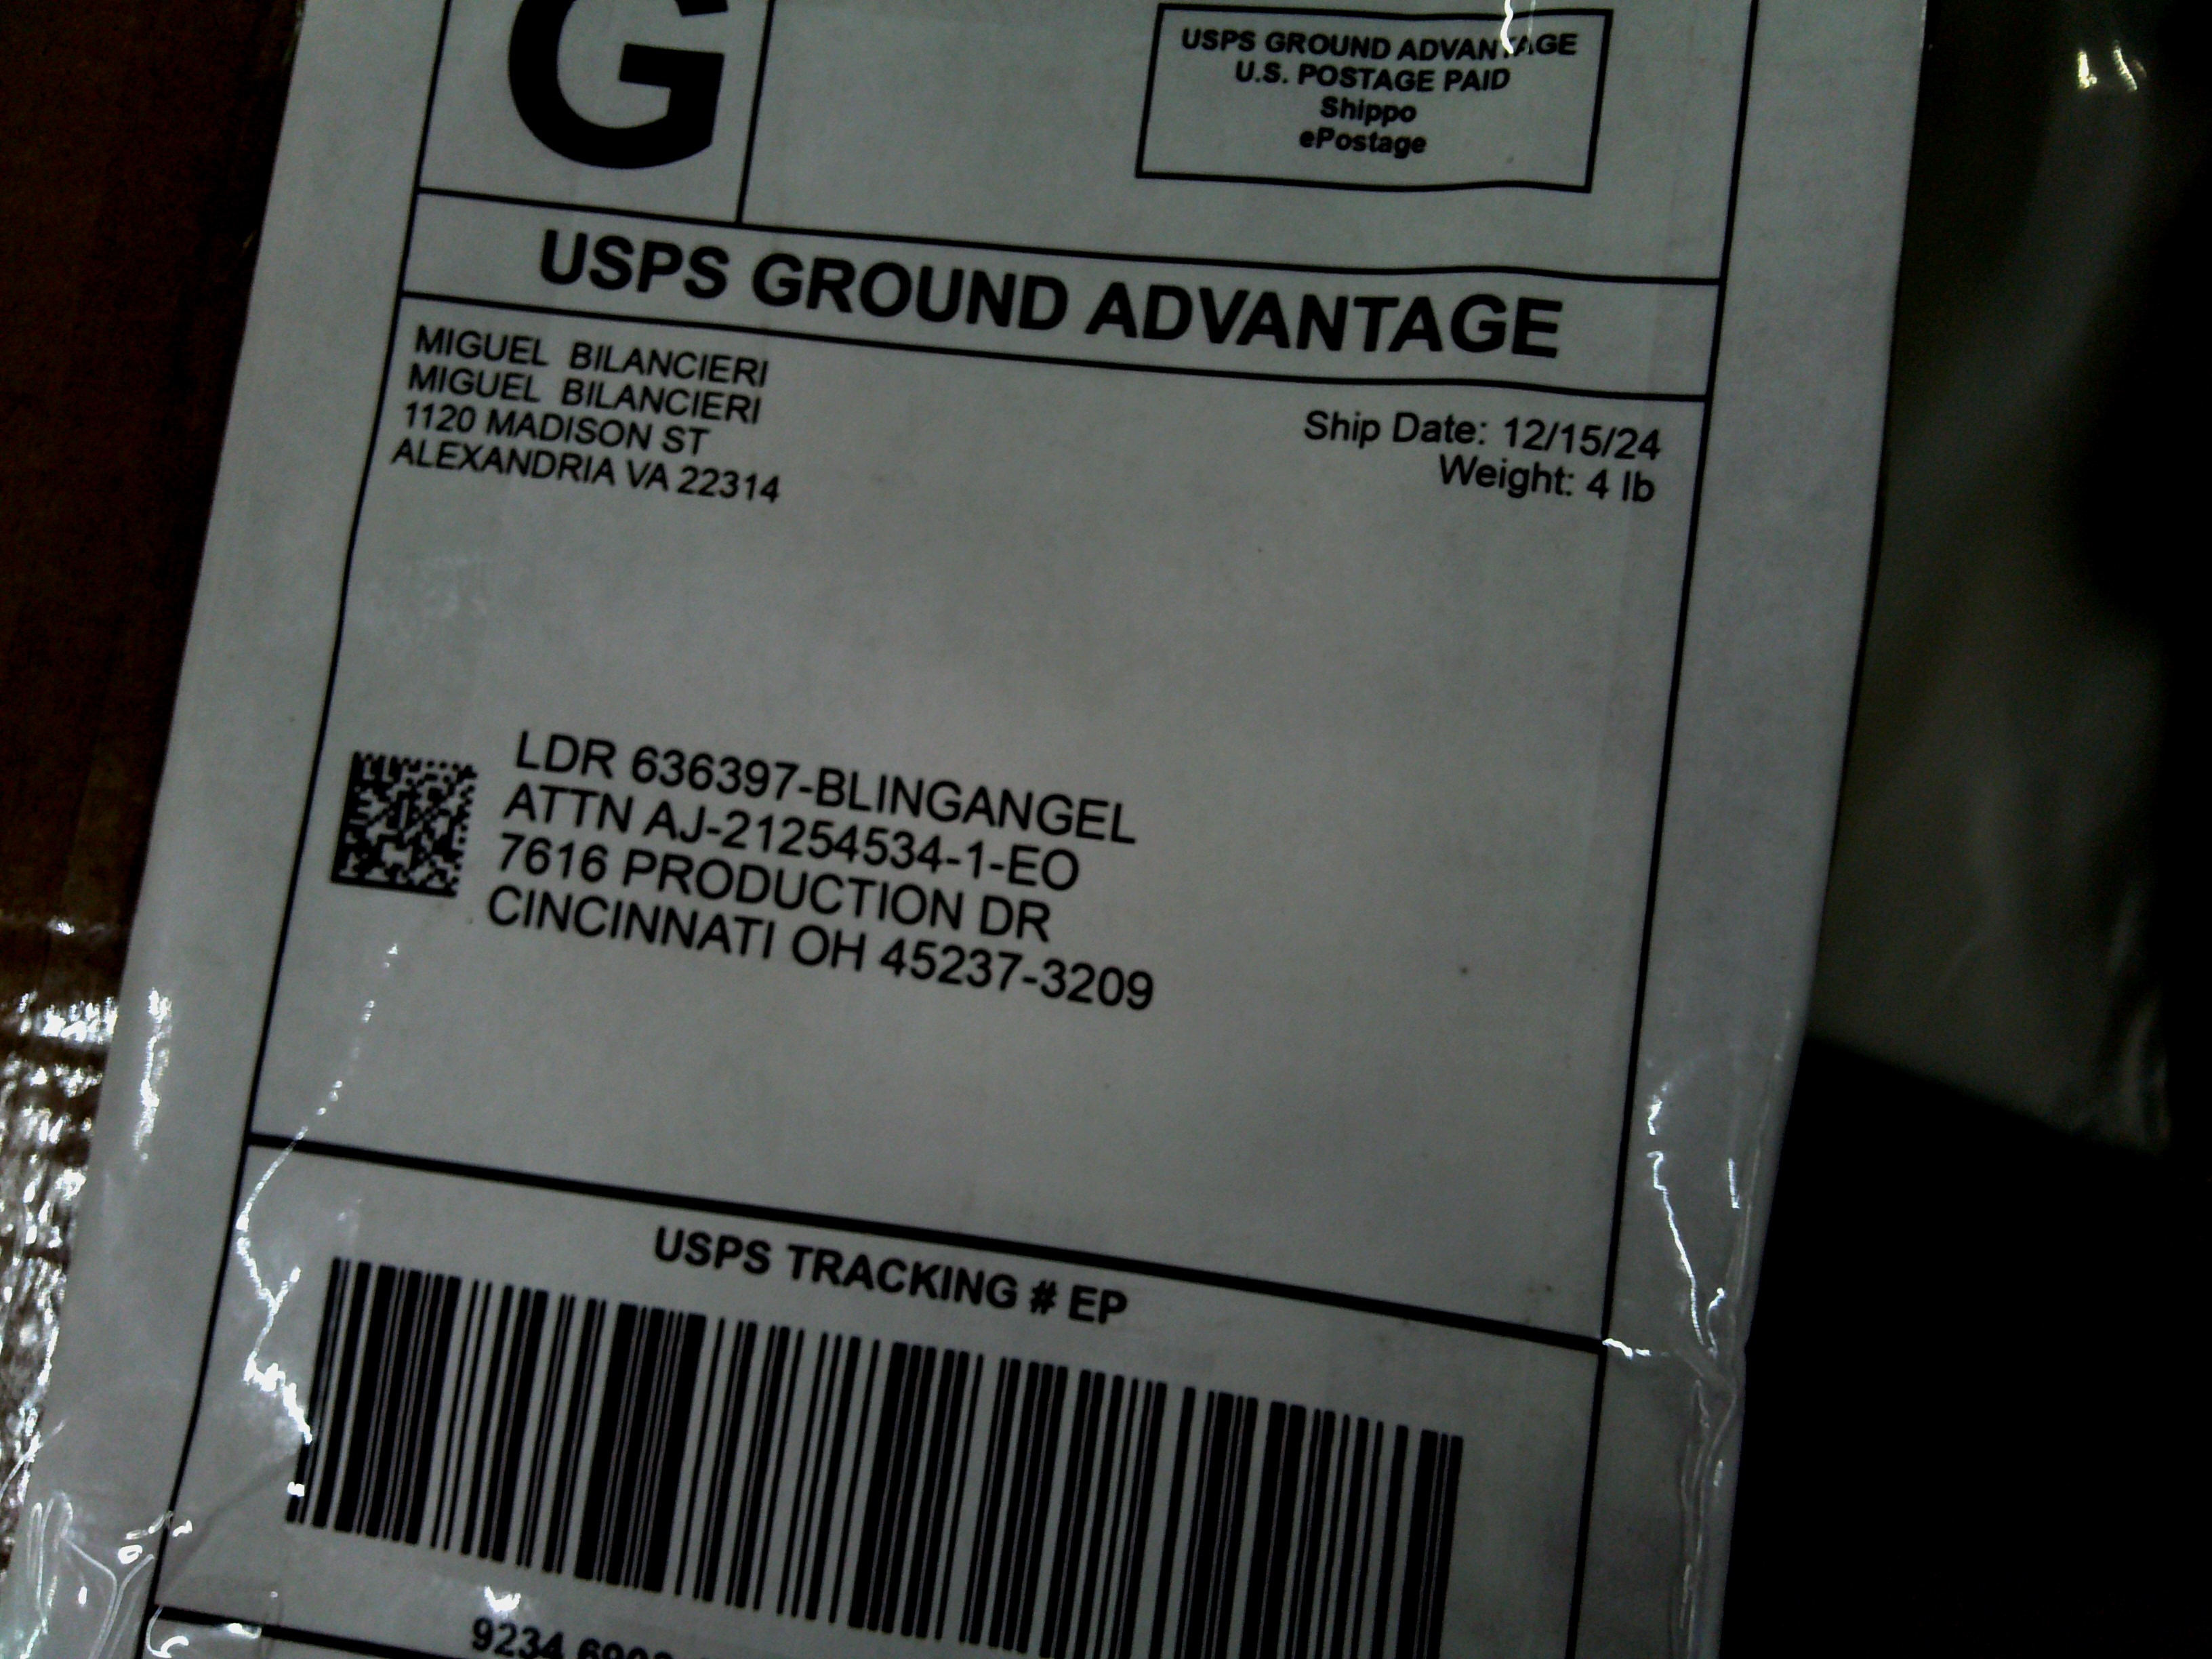 G
USPS GROUND ADVANTAGE
U.S. POSTAGE PAID
Shippo
ePostage
USPS GROUND ADVANTAGE
MIGUEL BILANCIERI
MIGUEL BILANCIERI
1120 MADISON ST
ALEXANDRIA VA 22314
Ship Date: 12/15/24
Weight: 4 lb
LDR 636397-BLINGANGEL
ATTN AJ-21254534-1-EO
7616 PRODUCTION DR
CINCINNATI OH 45237-3209
USPS TRACKING # EP
9234